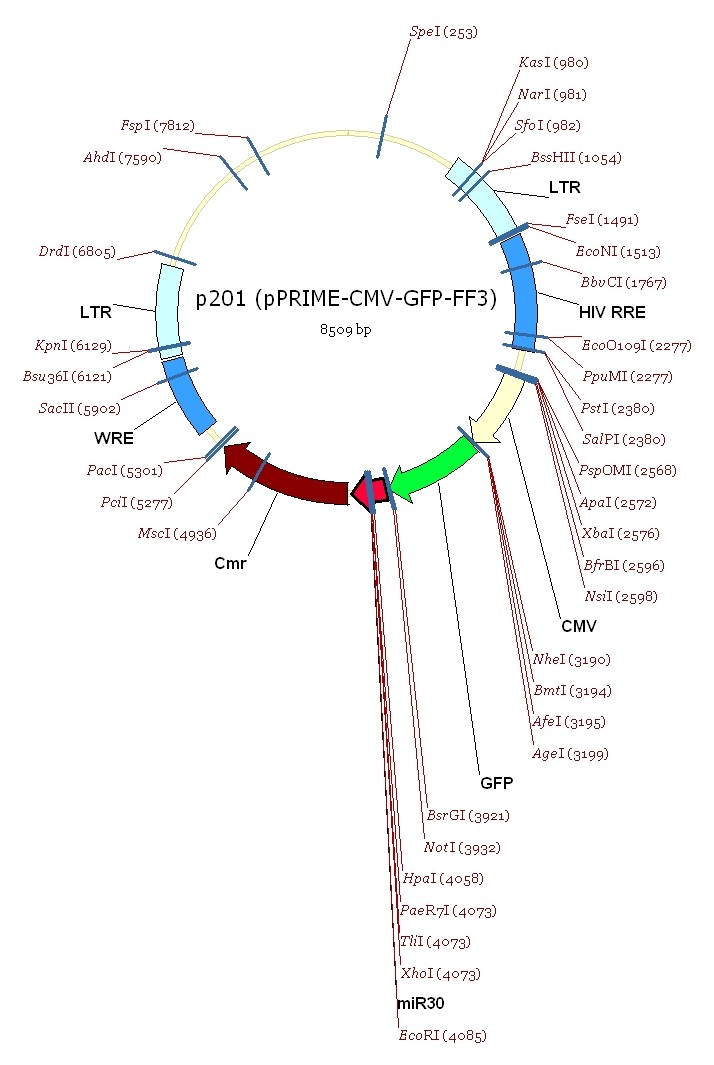 SpeI (253)
KasI (980)
NarI (981)
SfoI (982)
BssHII (1054)
LTR
FseI (1491)
EcoNI (1513)
BbvCI (1767)
HIV RRE
EcoO109I (2277)
PpuMI (2277)
PstI (2380)
SalPI (2380)
PspOMI (2568)
ApaI (2572)
XbaI (2576)
BfrBI (2596)
NsiI (2598)
CMV
NheI (3190)
BmtI (3194)
AfeI (3195)
AgeI (3199)
GFP
BsrGI (3921)
NotI (3932)
HpaI (4058)
PaeR7I (4073)
TliI (4073)
XhoI (4073)
miR30
EcoRI (4085)
Cmr
MscI (4936)
PciI (5277)
PacI (5301)
WRE
SacII (5902)
Bsu36I (6121)
KpnI (6129)
LTR
DrdI (6805)
AhdI (7590)
FspI (7812)
p201 (pPRIME-CMV-GFP-FF3)
8509 bp